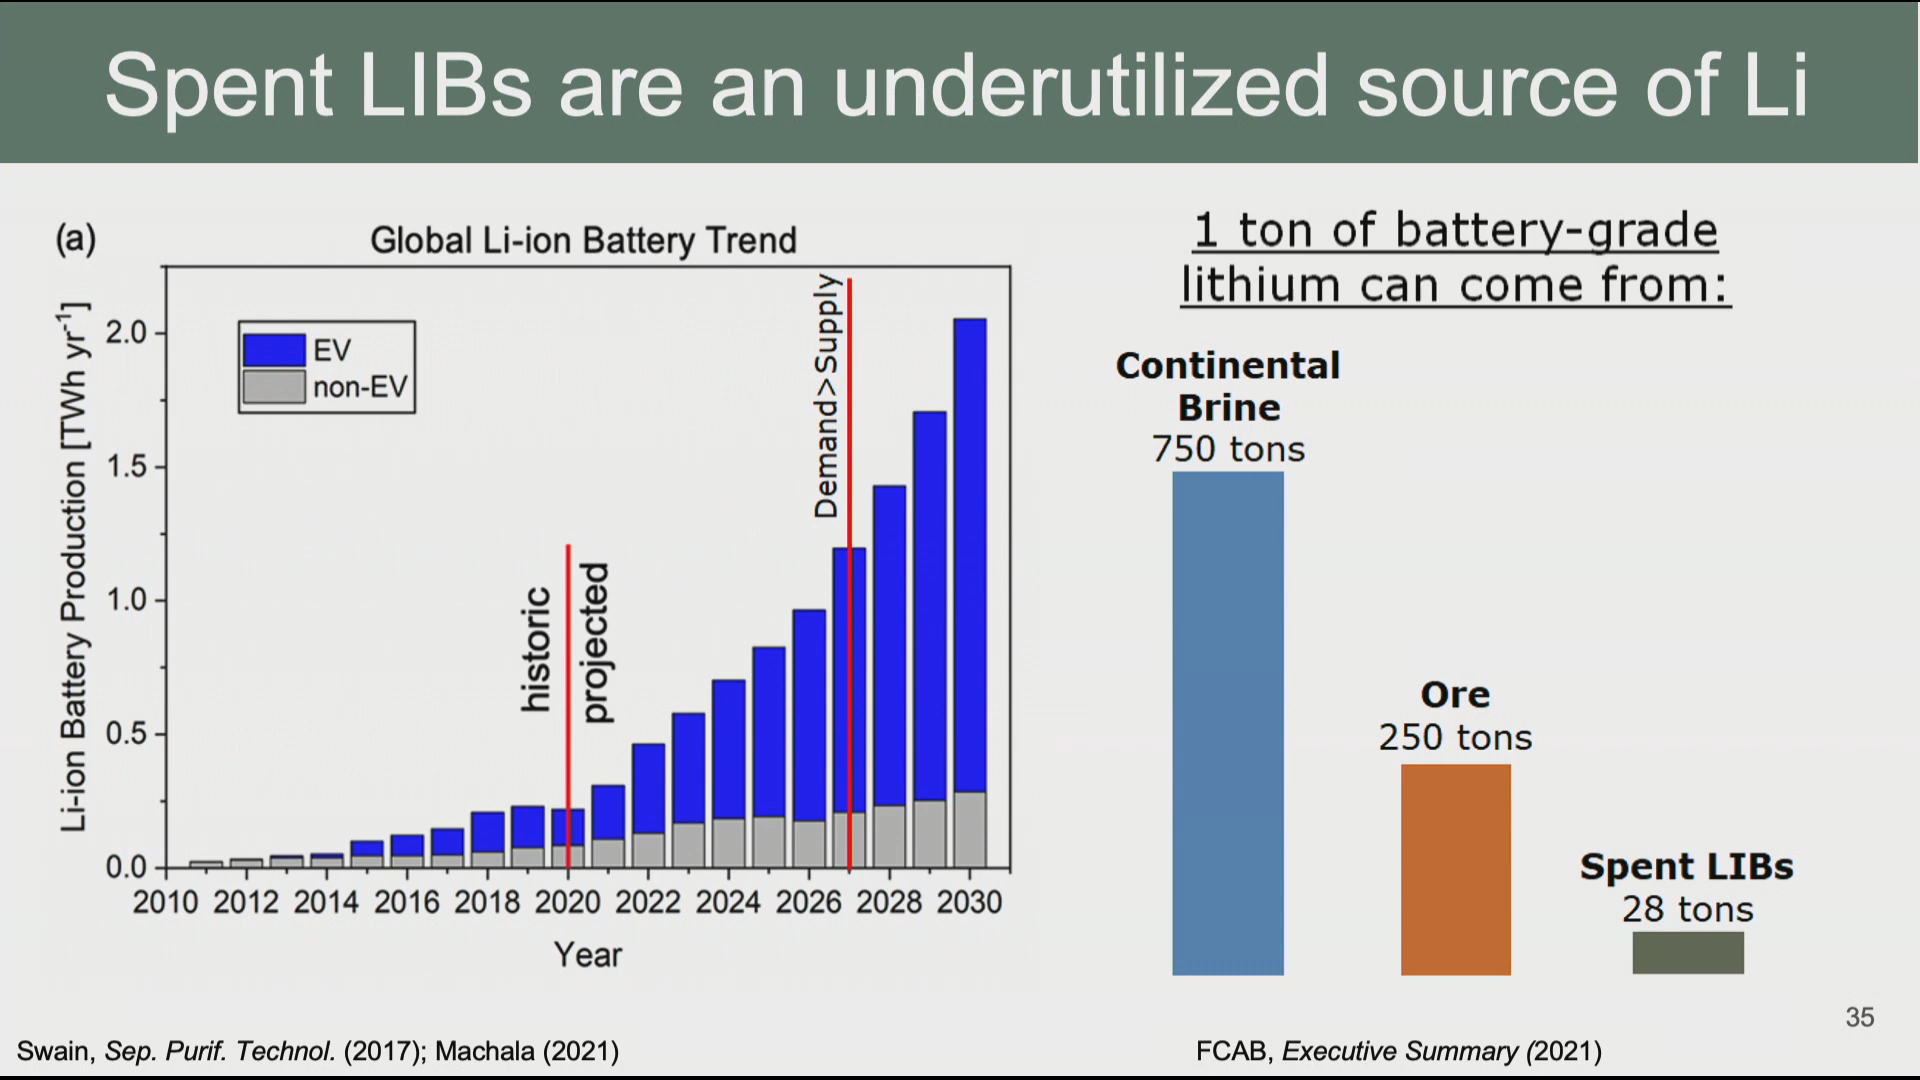 Spent LIBs are an underutilized source of Li
(a)
Global Li-ion Battery Trend
Li-ion Battery Production [TWh yr⁻¹]
2.0
1.5
1.0
0.5
0.0
EV
non-EV
historic
projected
Demand>Supply
2010 2012 2014 2016 2018 2020 2022 2024 2026 2028 2030
Year
1 ton of battery-grade
lithium can come from:
Continental
Brine
750 tons
Ore
250 tons
Spent LIBs
28 tons
35
Swain, Sep. Purif. Technol. (2017); Machala (2021)
FCAB, Executive Summary (2021)